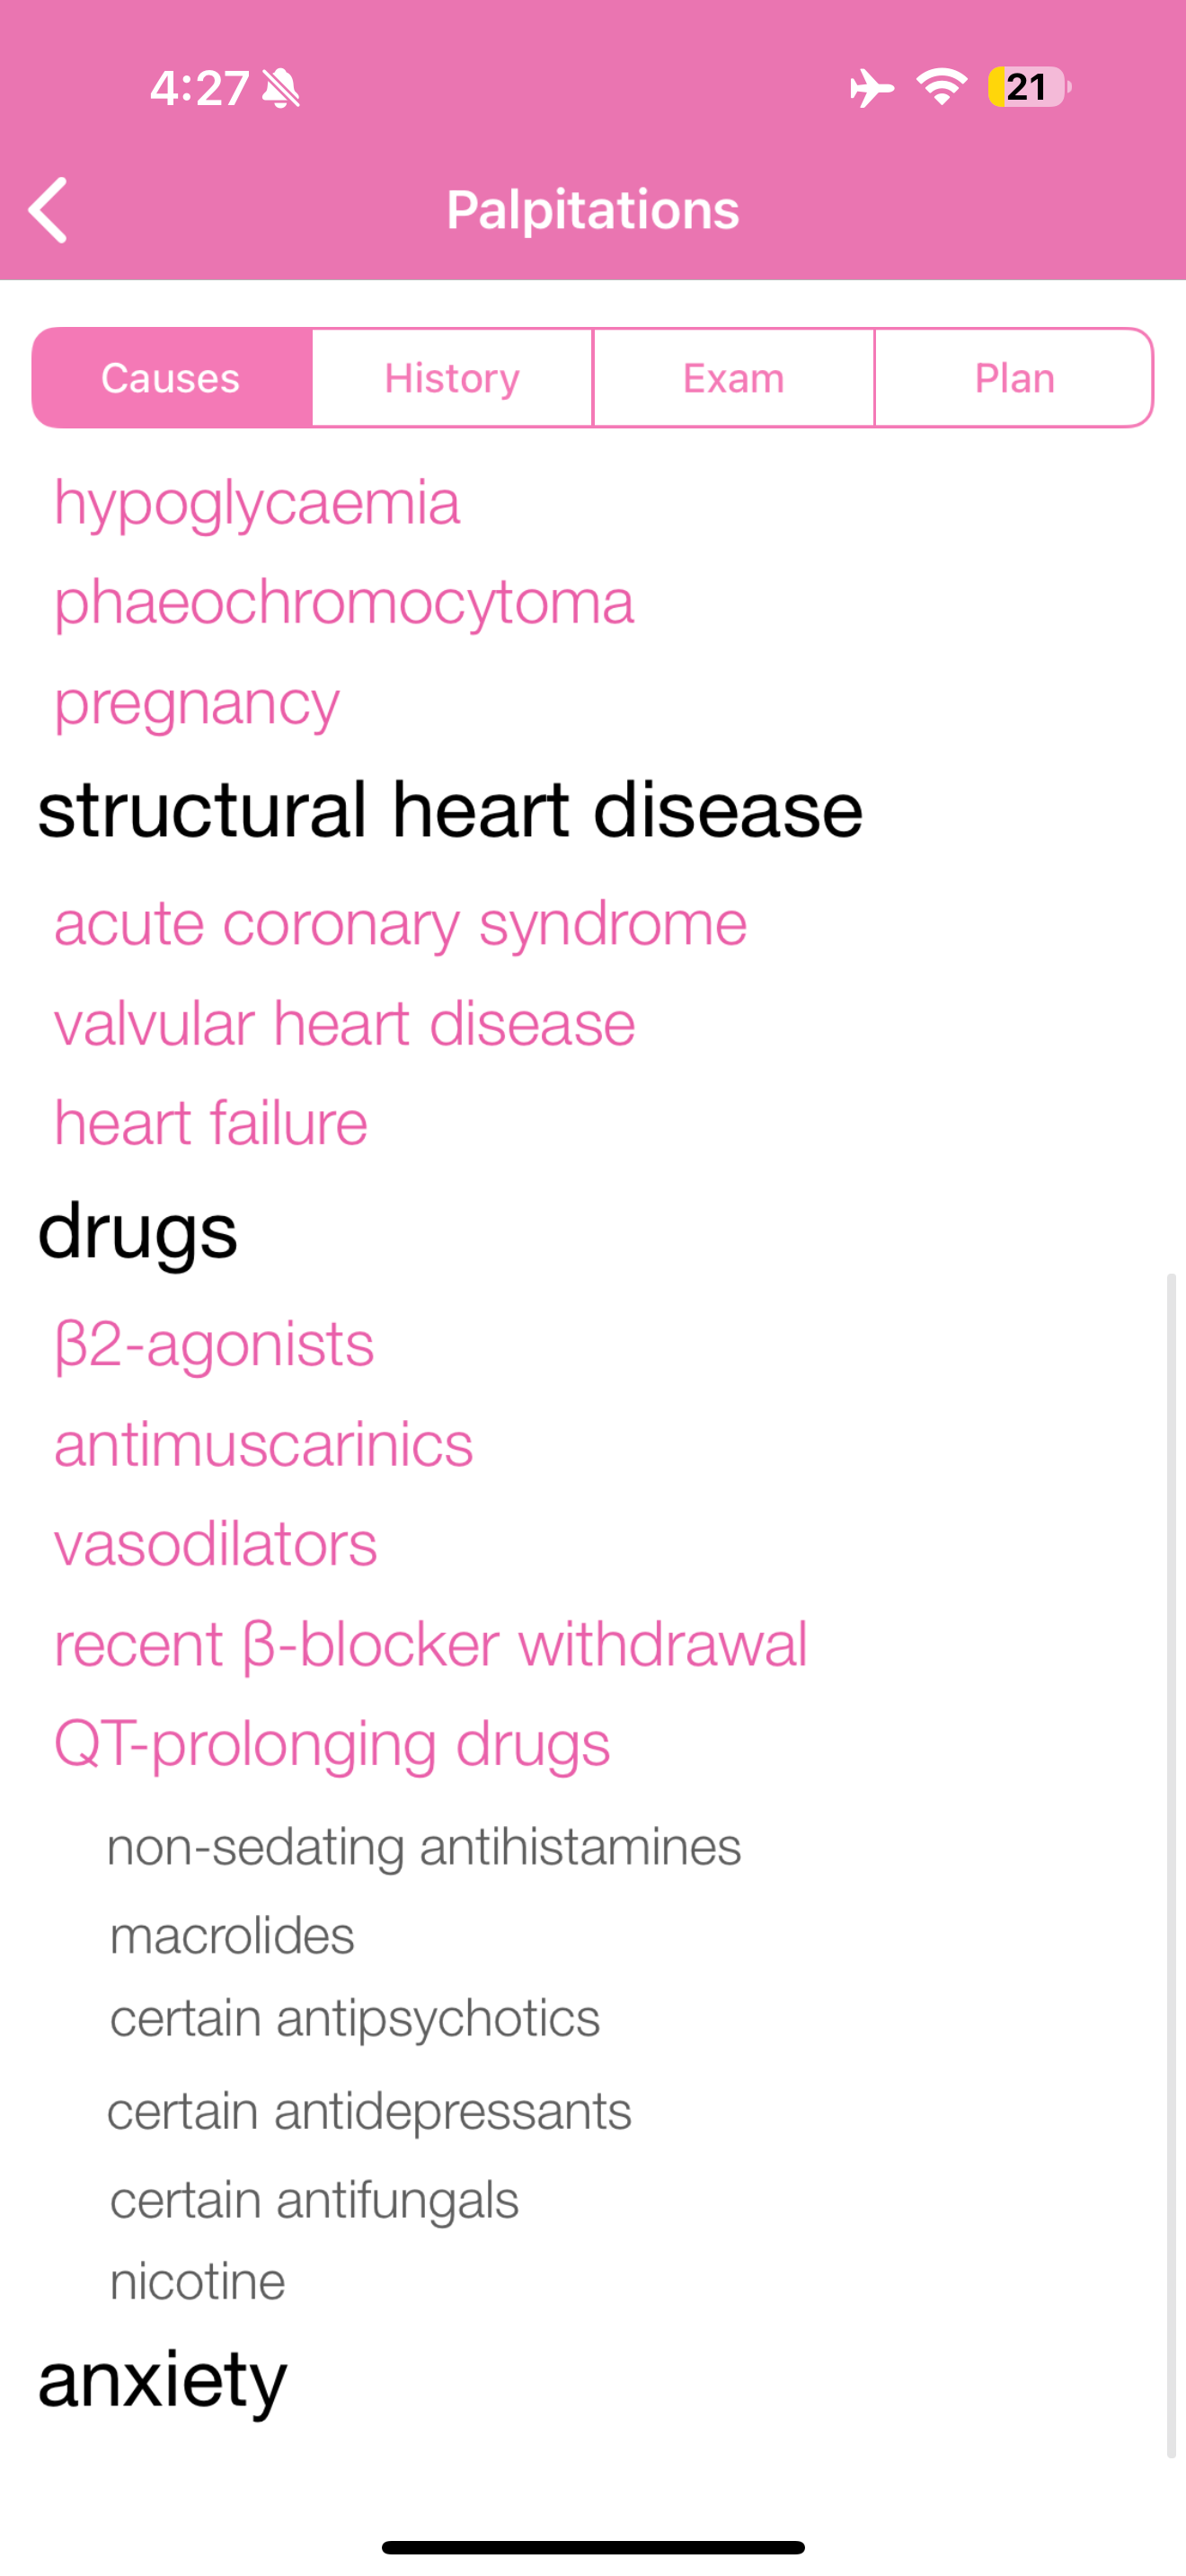 4:27
21
Palpitations
Causes
History
Exam
Plan
hypoglycaemia
phaeochromocytoma
pregnancy
structural heart disease
acute coronary syndrome
valvular heart disease
heart failure
drugs
β2-agonists
antimuscarinics
vasodilators
recent β-blocker withdrawal
QT-prolonging drugs
non-sedating antihistamines
macrolides
certain antipsychotics
certain antidepressants
certain antifungals
nicotine
anxiety